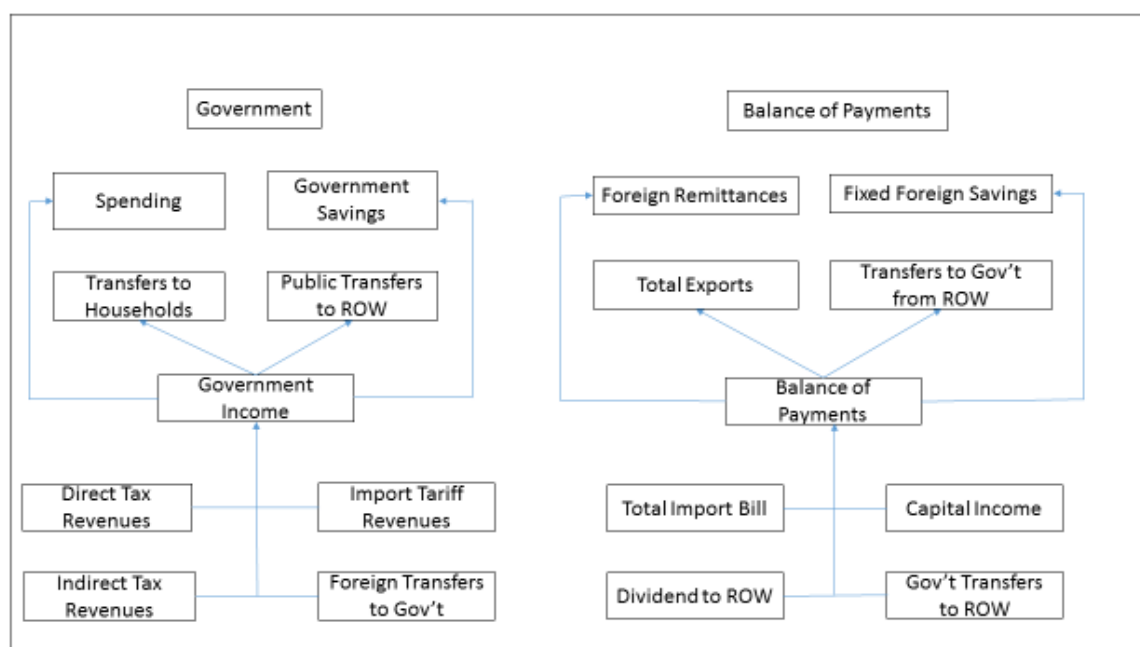 Government
Balance of Payments
Spending
Government
Savings
Foreign Remittances
Fixed Foreign Savings
Transfers to
Households
Public Transfers
to ROW
Total Exports
Transfers to Gov't
from ROW
Government
Income
Balance of
Payments
Direct Tax
Revenues
Import Tariff
Revenues
Total Import Bill
Capital Income
Indirect Tax
Revenues
Foreign Transfers
to Gov't
Dividend to ROW
Gov't Transfers
to ROW